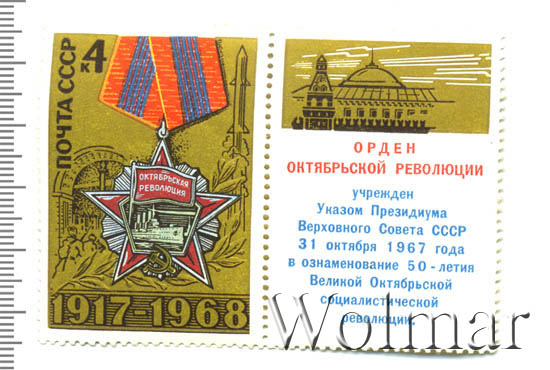 ПОЧТА СССР
4
к
ОКТЯБРЬСКАЯ
РЕВОЛЮЦИЯ
1917-1968
ОРДЕН
ОКТЯБРЬСКОЙ РЕВОЛЮЦИИ
учрежден
Указом Президиума
Верховного Совета СССР
31 октября 1967 года
в ознаменование 50-летия
Великой Октябрьской
социалистической
революции.
Wolmar